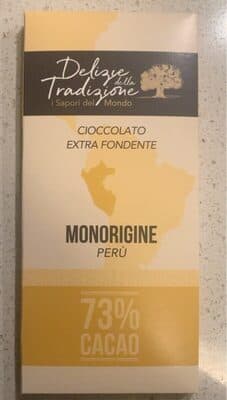 Delizie della
Tradizione
i Sapori del Mondo
CIOCCOLATO
EXTRA FONDENTE
MONORIGINE
PERÙ
73%
CACAO